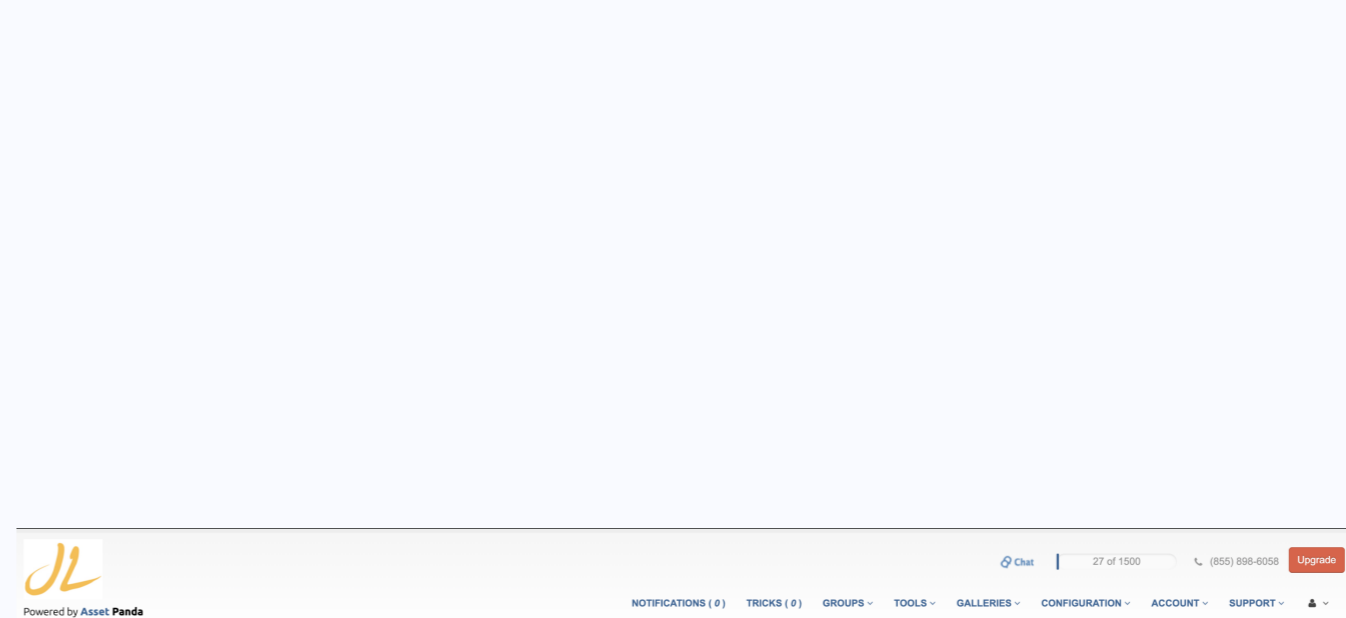 JL
Chat 27 of 1500 (855) 898-6058 Upgrade
Powered by Asset Panda
NOTIFICATIONS ( 0 ) TRICKS ( 0 ) GROUPS TOOLS GALLERIES CONFIGURATION ACCOUNT SUPPORT